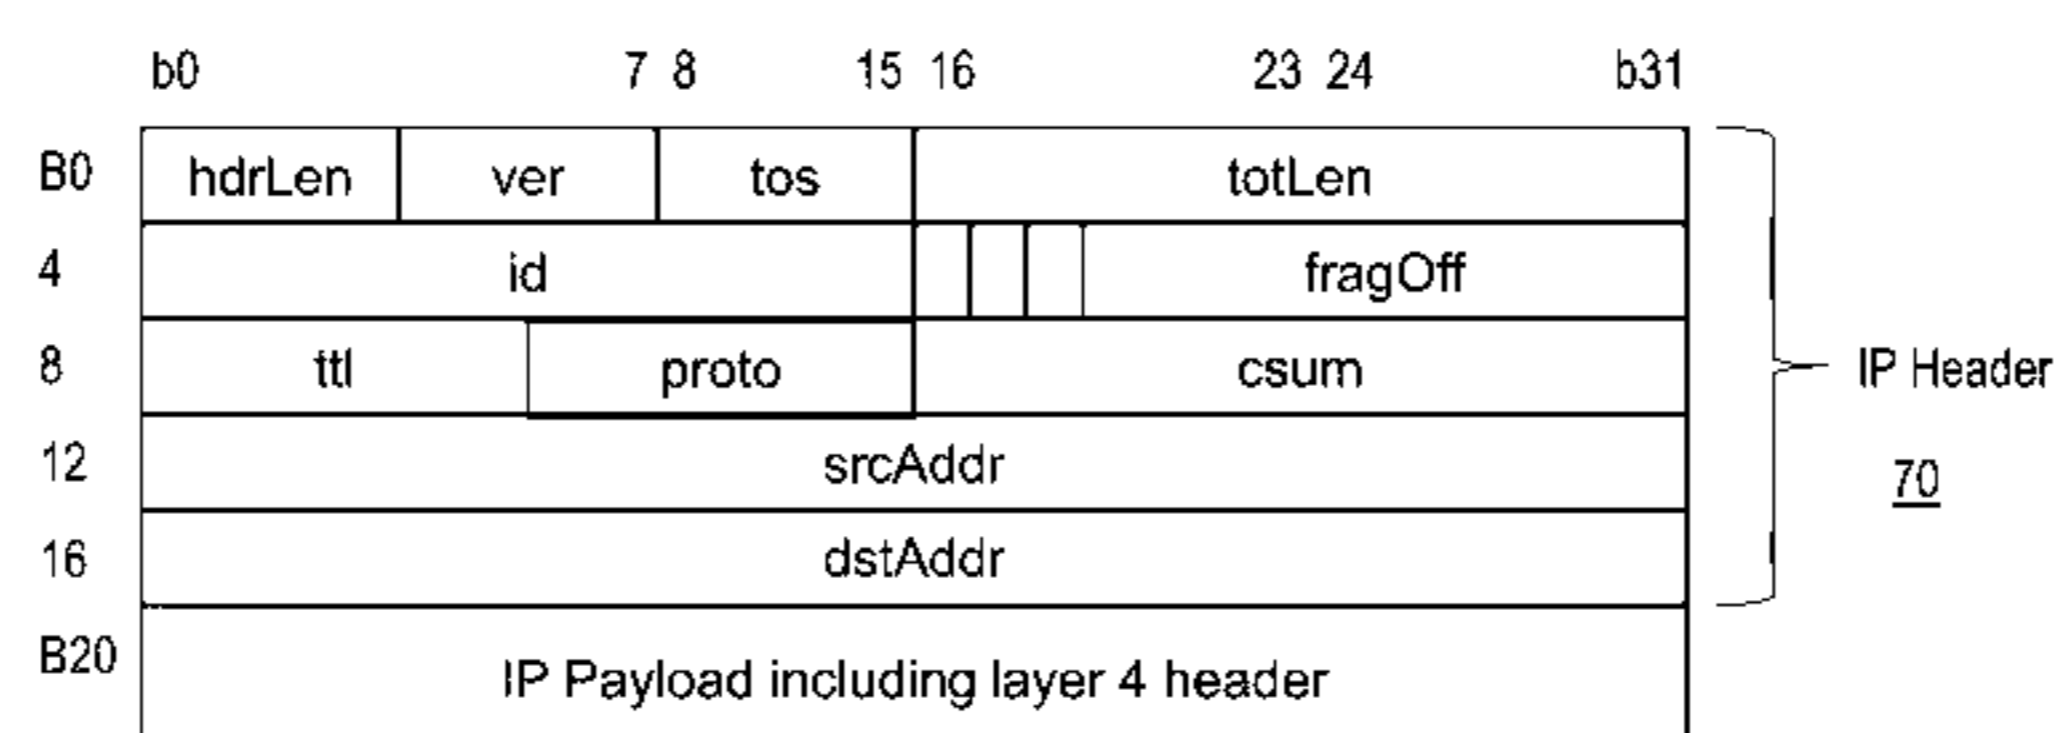 b0 7 8 15 16 23 24 b31
B0 hdrLen ver tos totLen
4 id fragOff
8 ttl proto csum IP Header
12 srcAddr 70
16 dstAddr
B20 IP Payload including layer 4 header